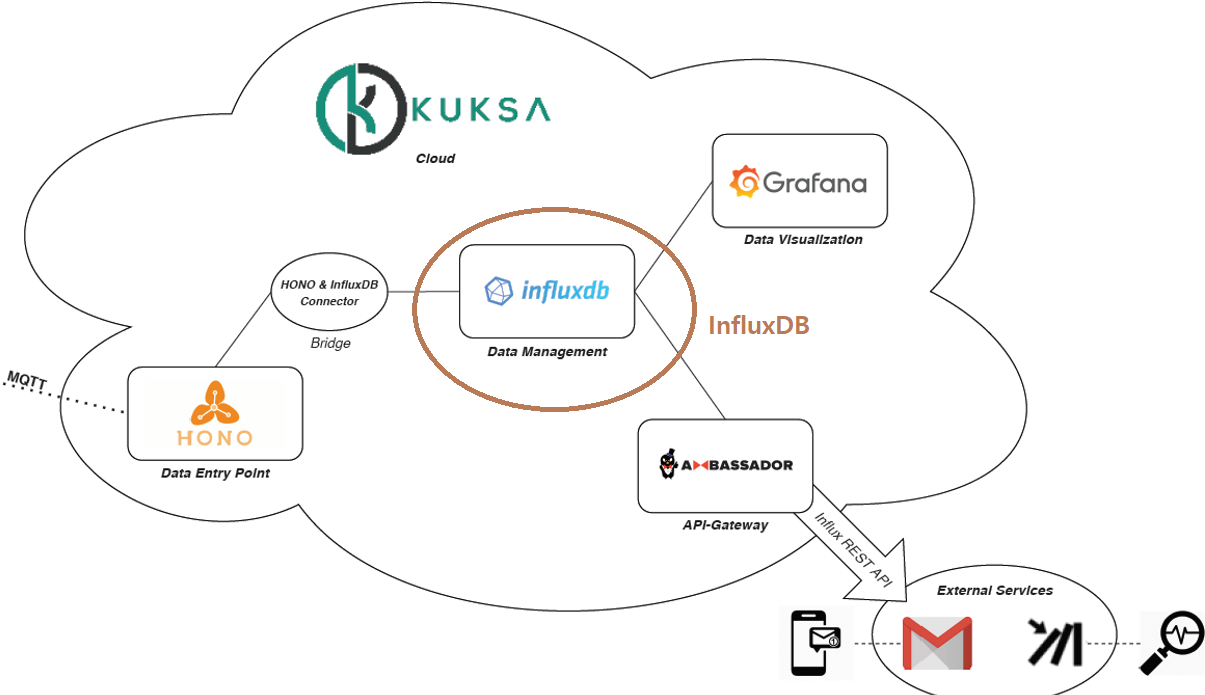 KUKSA
Cloud
Grafana
Data Visualization
HONO & InfluxDB
Connector
Bridge
influxdb
Data Management
InfluxDB
MQTT
HONO
Data Entry Point
AMBASSADOR
API-Gateway
Influx REST API
External Services
1